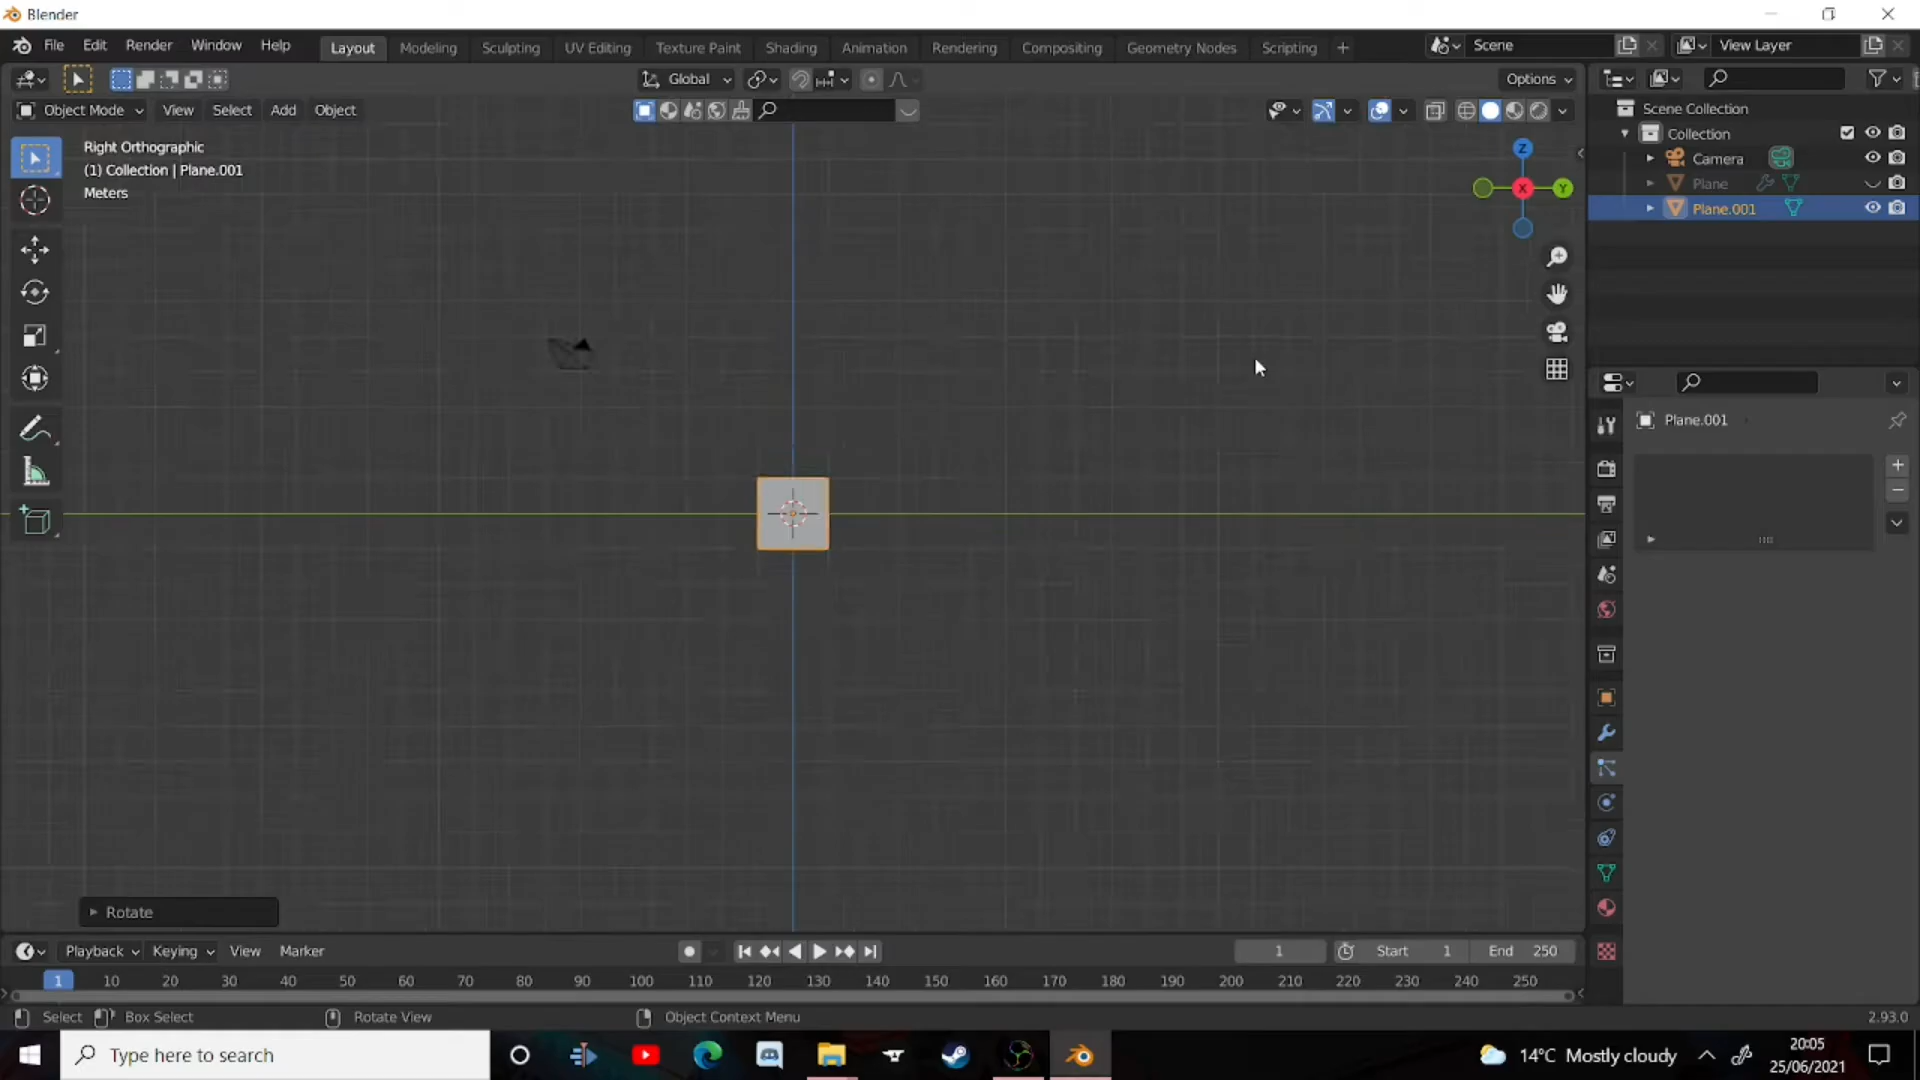 Blender
File Edit Render Window Help Layout Modeling Sculpting UV Editing Texture Paint Shading Animation Rendering Compositing Geometry Nodes Scripting + Scene View Layer
Global Options
Object Mode View Select Add Object
Right Orthographic
(1) Collection | Plane.001
Meters
Z
X
Y
Scene Collection
Collection
Camera
Plane
Plane.001
Plane.001
Rotate
Playback Keying View Marker 1 Start 1 End 250
1 10 20 30 40 50 60 70 80 90 100 110 120 130 140 150 160 170 180 190 200 210 220 230 240 250
Select Box Select Rotate View Object Context Menu 2.93.0
Type here to search
14°C Mostly cloudy
20:05
25/06/2021